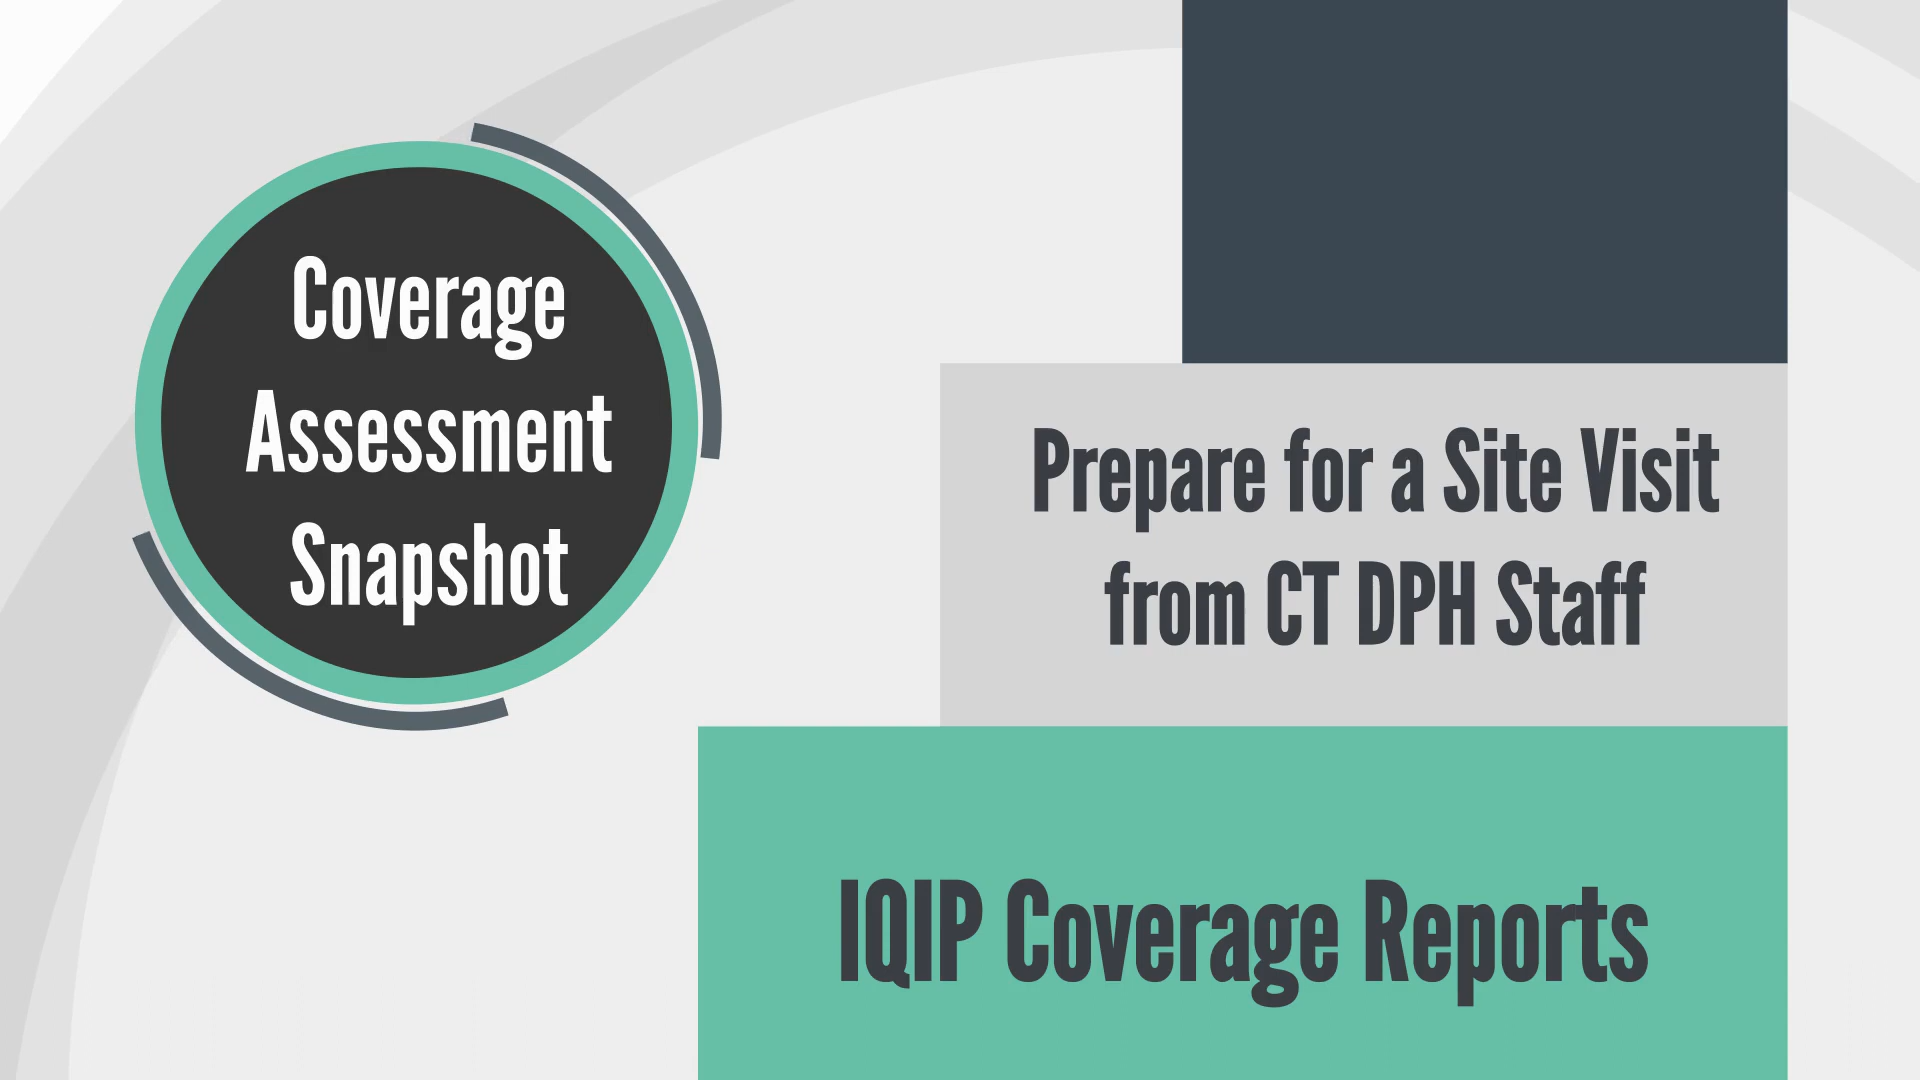 Coverage
Assessment
Snapshot
Prepare for a Site Visit
from CT DPH Staff
IQIP Coverage Reports